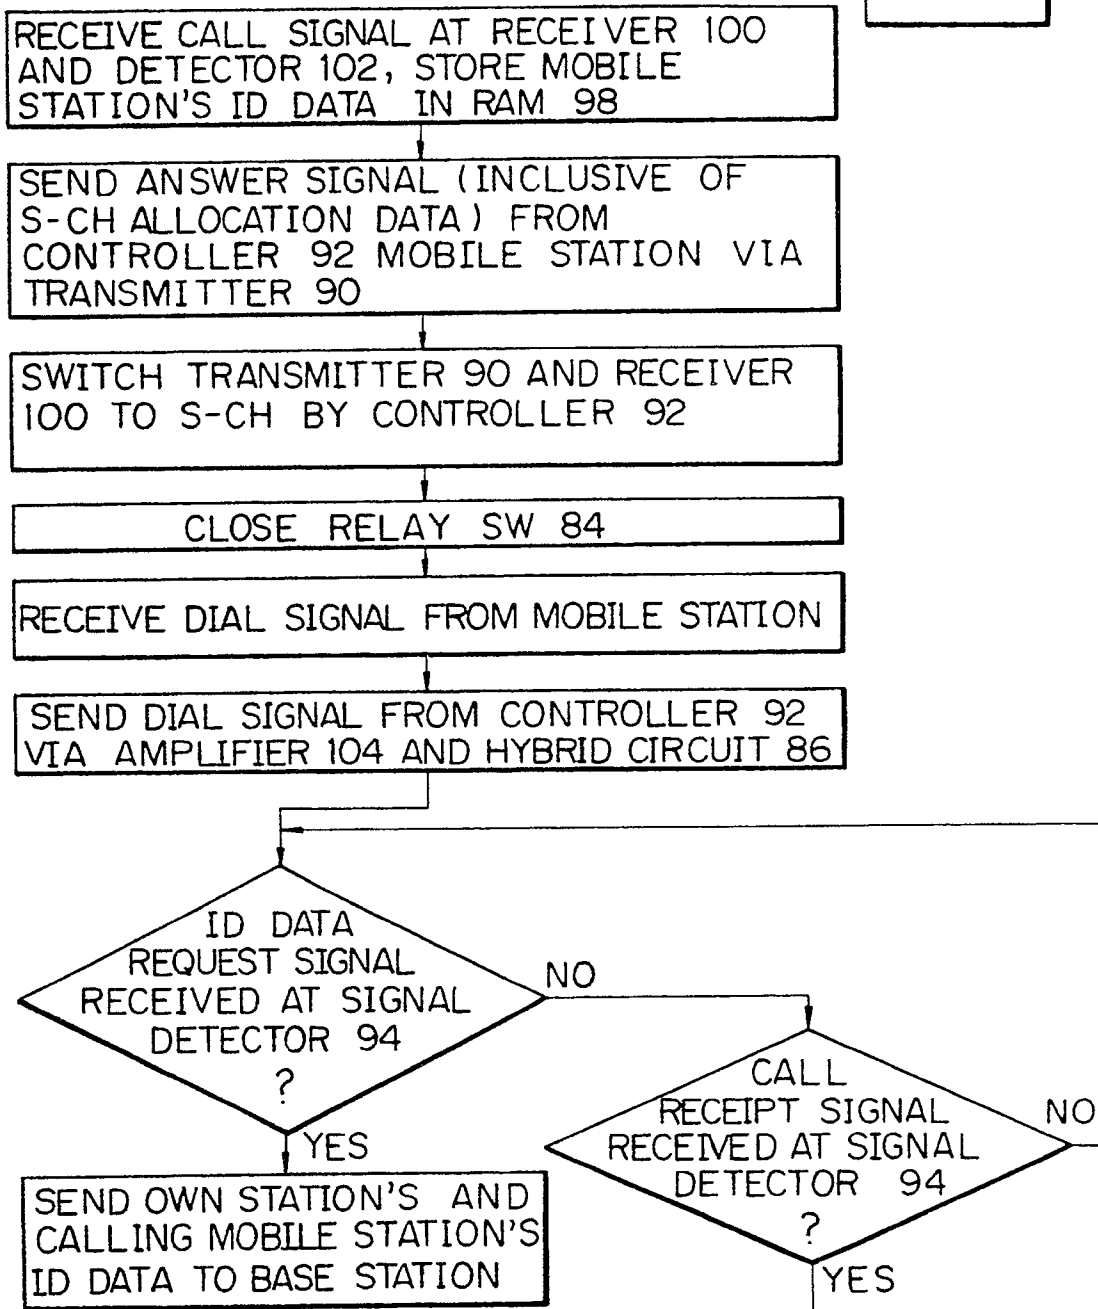 RECEIVE CALL SIGNAL AT RECEIVER 100
AND DETECTOR 102, STORE MOBILE
STATION'S ID DATA IN RAM 98
SEND ANSWER SIGNAL (INCLUSIVE OF
S-CH ALLOCATION DATA) FROM
CONTROLLER 92 MOBILE STATION VIA
TRANSMITTER 90
SWITCH TRANSMITTER 90 AND RECEIVER
100 TO S-CH BY CONTROLLER 92
CLOSE RELAY SW 84
RECEIVE DIAL SIGNAL FROM MOBILE STATION
SEND DIAL SIGNAL FROM CONTROLLER 92
VIA AMPLIFIER 104 AND HYBRID CIRCUIT 86
ID DATA
REQUEST SIGNAL
RECEIVED AT SIGNAL
DETECTOR 94
?
NO
YES
CALL
RECEIPT SIGNAL
RECEIVED AT SIGNAL
DETECTOR 94
?
NO
YES
SEND OWN STATION'S AND
CALLING MOBILE STATION'S
ID DATA TO BASE STATION